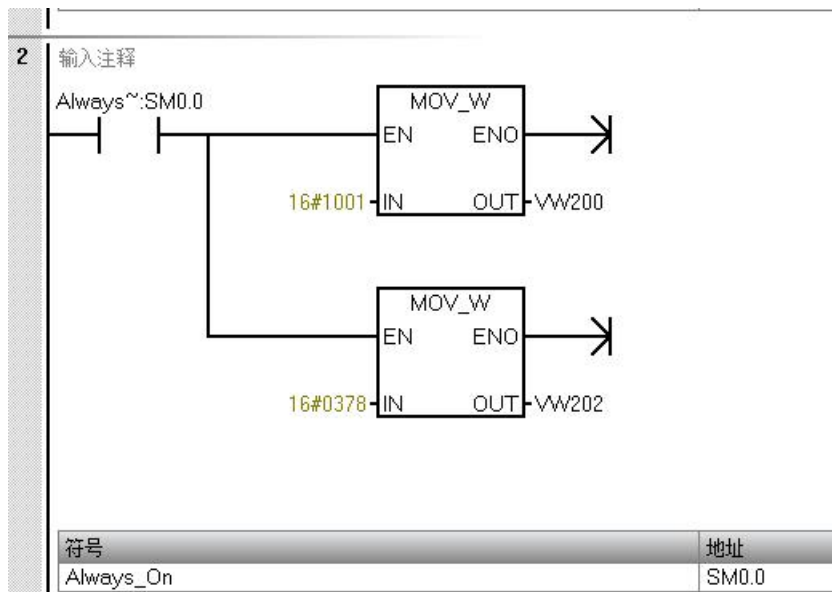 2
输入注释
Always~:SM0.0
MOV_W
EN ENO
16#1001 IN OUT VW200
MOV_W
EN ENO
16#0378 IN OUT VW202
符号 地址
Always_On SM0.0